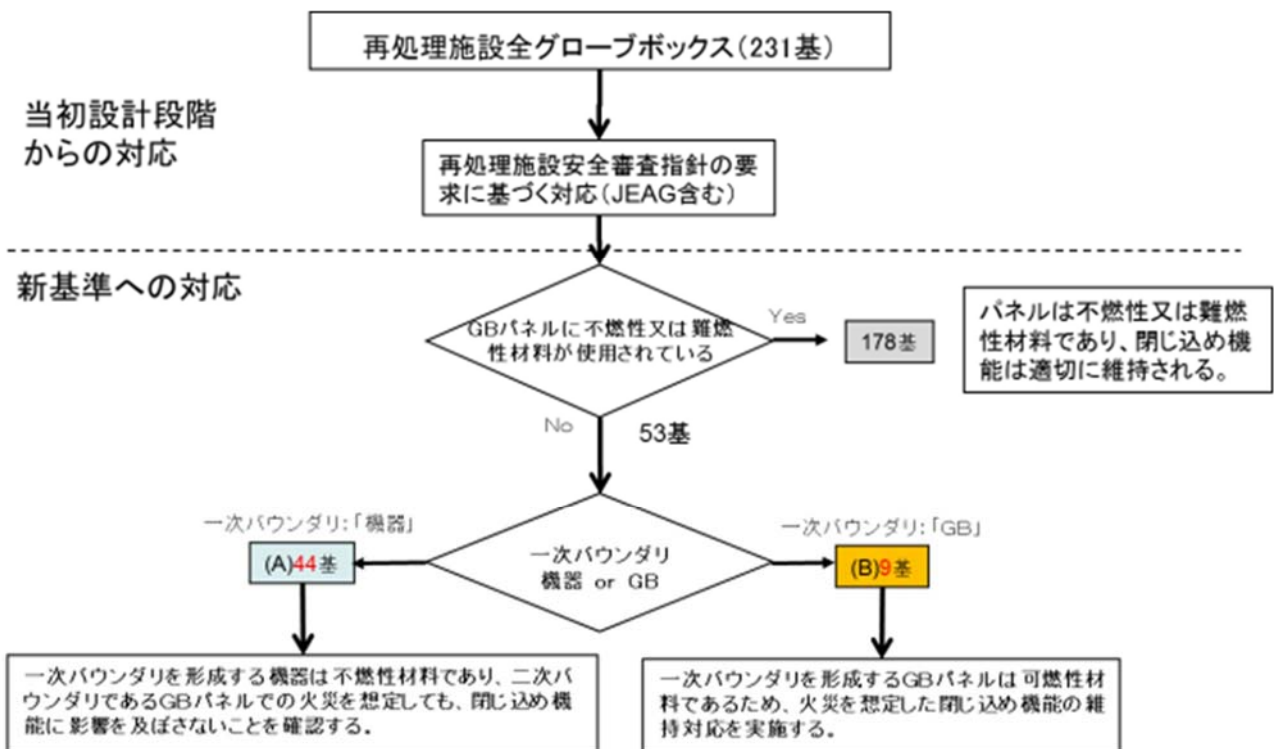 再処理施設全グローブボックス(231基)
当初設計段階
からの対応
再処理施設安全審査指針の要
求に基づく対応(JEAG含む)
新基準への対応
GBパネルに不燃性又は難燃
性材料が使用されている
Yes
178基
パネルは不燃性又は難燃
性材料であり、閉じ込め機
能は適切に維持される。
No
53基
一次バウンダリ:「機器」
(A)44基
一次バウンダリ
機器 or GB
一次バウンダリ:「GB」
(B)9基
一次バウンダリを形成する機器は不燃性材料であり、二次バ
ウンダリであるGBパネルでの火災を想定しても、閉じ込め機
能に影響を及ぼさないことを確認する。
一次バウンダリを形成するGBパネルは可燃性材
料であるため、火災を想定した閉じ込め機能の維
持対応を実施する。